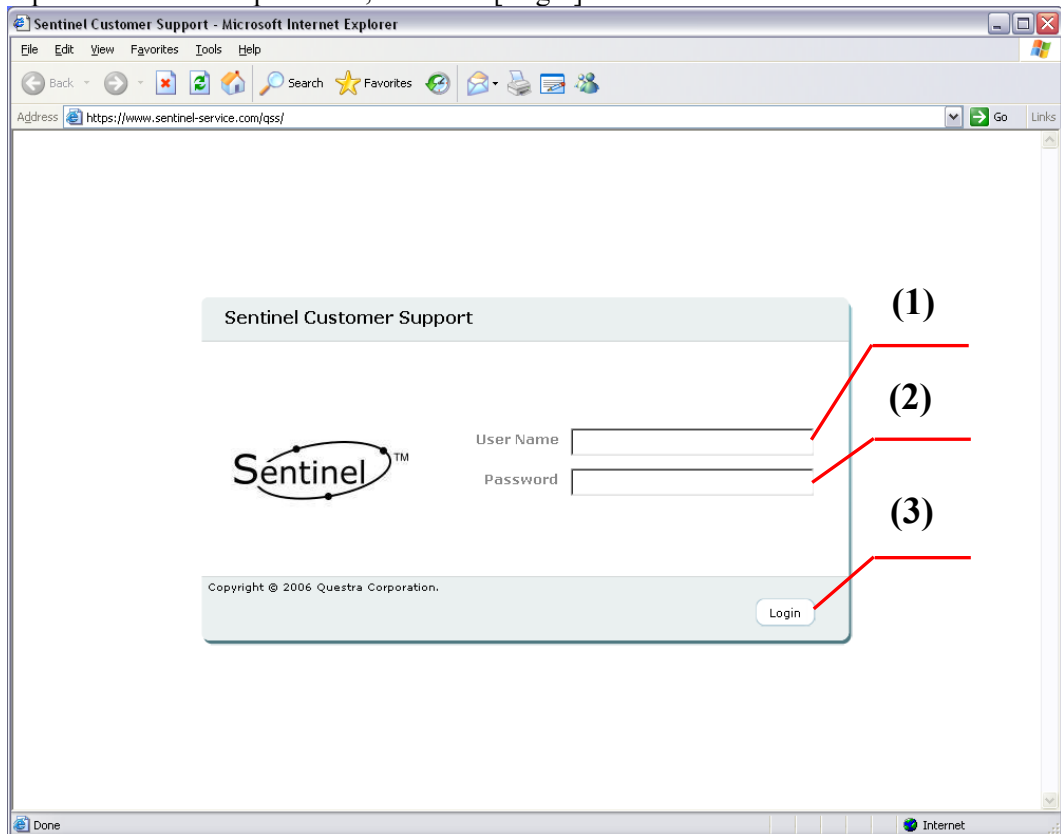 Sentinel Customer Support - Microsoft Internet Explorer
File Edit View Favorites Tools Help
Back Search Favorites
Address https://www.sentinel-service.com/qss/ Go Links
Sentinel Customer Support
(1)
(2)
User Name
Sentinel TM
Password
(3)
Copyright © 2006 Questra Corporation.
Login
Done Internet